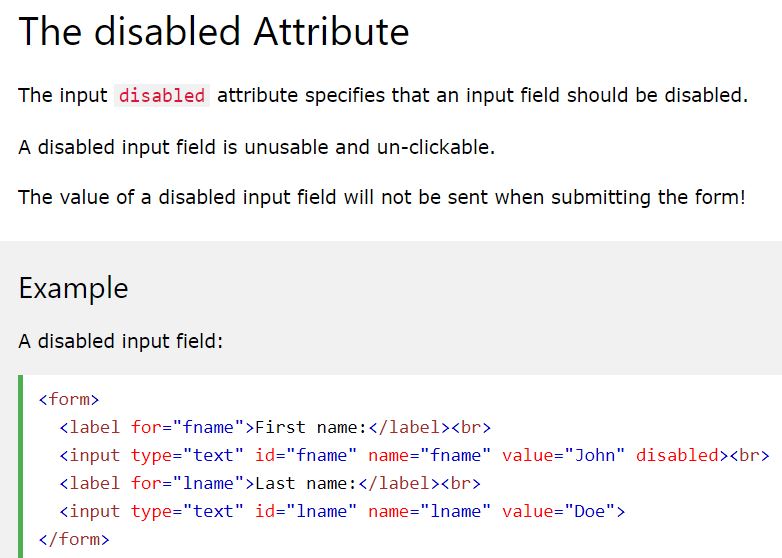 The disabled Attribute
The input disabled attribute specifies that an input field should be disabled.
A disabled input field is unusable and un-clickable.
The value of a disabled input field will not be sent when submitting the form!
Example
A disabled input field:
<form>
  <label for="fname">First name:</label><br>
  <input type="text" id="fname" name="fname" value="John" disabled><br>
  <label for="lname">Last name:</label><br>
  <input type="text" id="lname" name="lname" value="Doe">
</form>